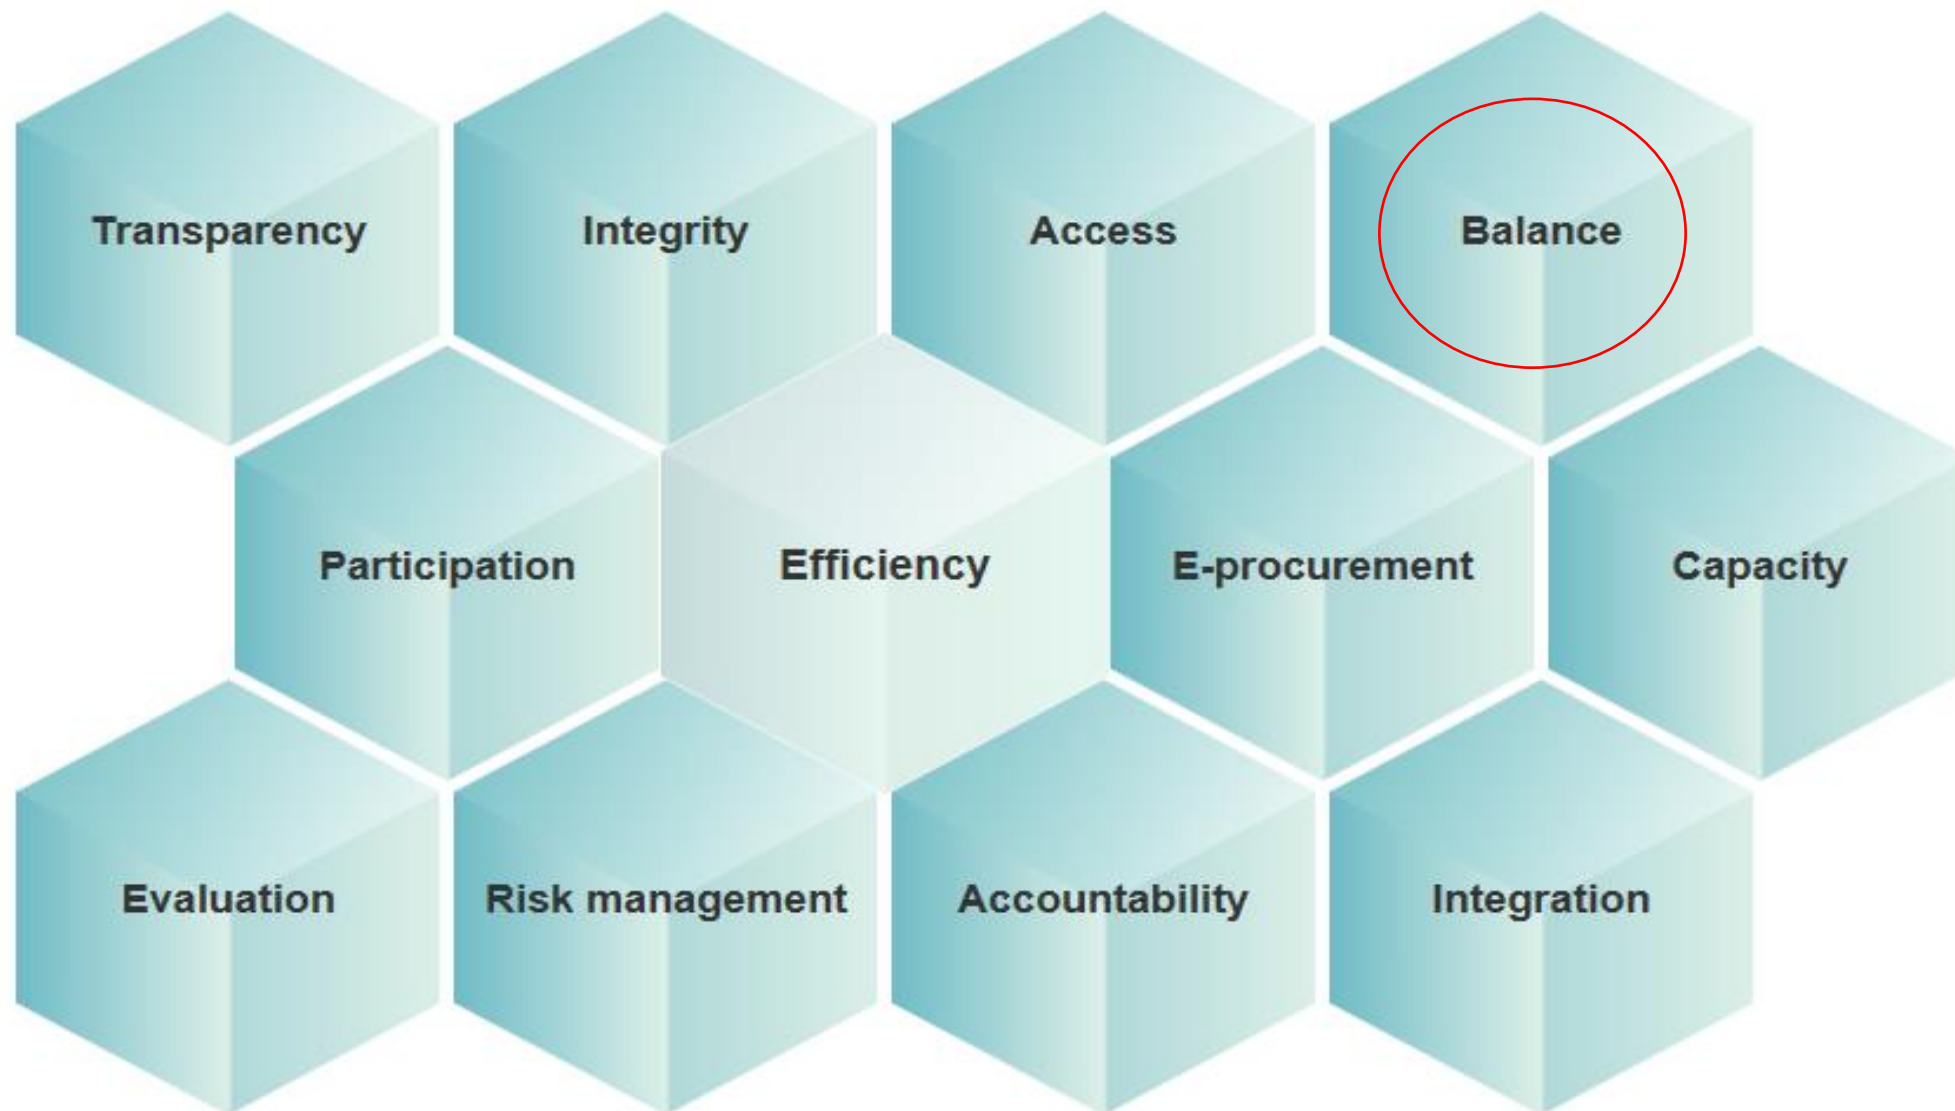 Transparency
Integrity
Access
Balance
Participation
Efficiency
E-procurement
Capacity
Evaluation
Risk management
Accountability
Integration